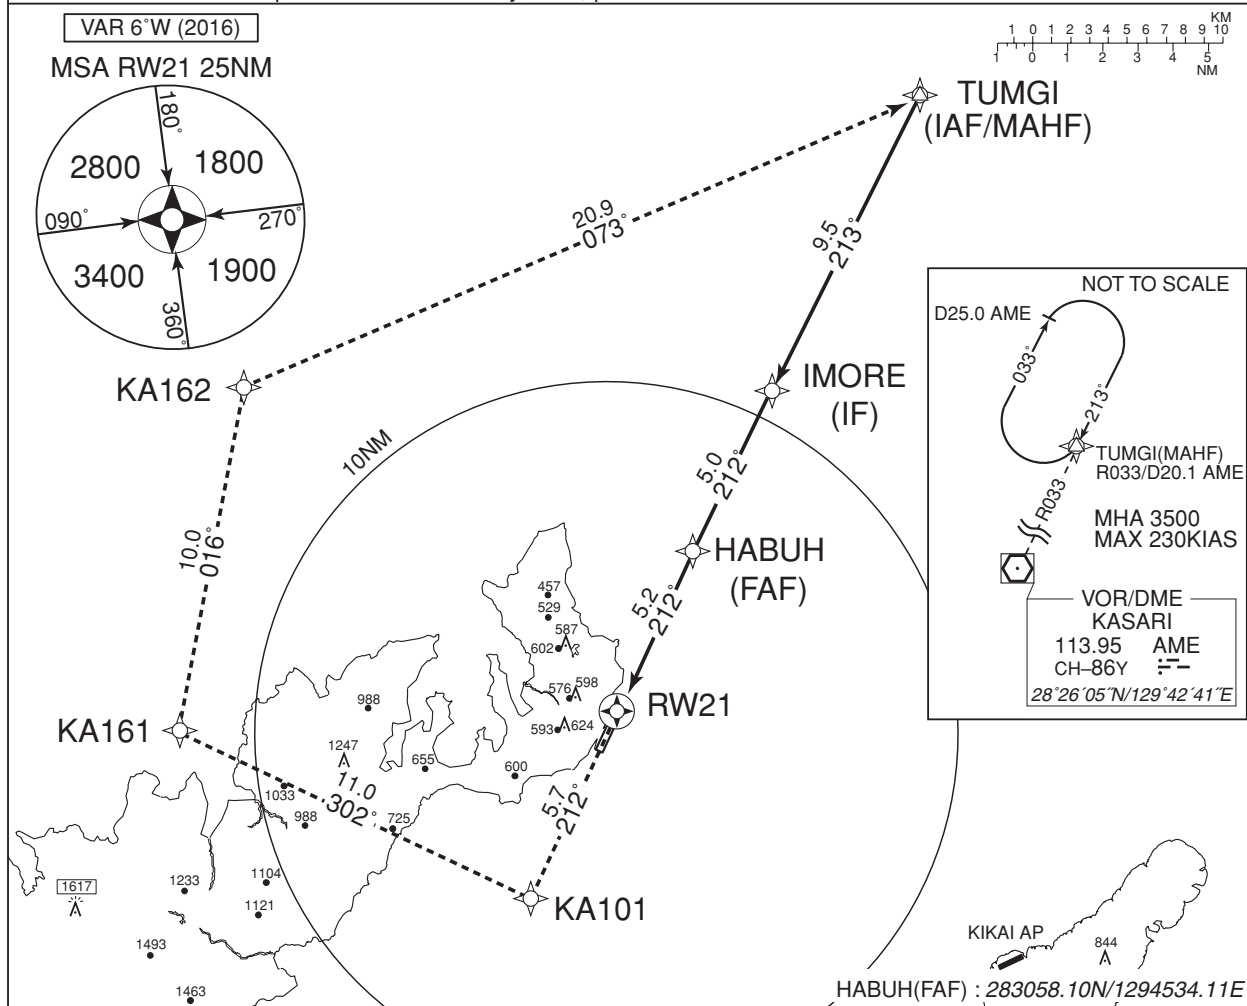 VAR 6°W (2016)
MSA RW21 25NM
180°
2800
1800
090°
270°
3400
1900
360°
KM
1 0 1 2 3 4 5 6 7 8 9 10
1 0 1 2 3 4 5
NM
TUMGI
(IAF/MAHF)
20.9
073°
9.5
213°
KA162
IMORE
(IF)
10NM
5.0
212°
10.0
016°
HABUH
(FAF)
5.2
212°
457
529
587
602
576
598
593
624
988
1247
655
600
RW21
KA161
11.0
302°
1033
988
725
5.7
212°
1617
1233
1104
1121
1493
1463
KA101
NOT TO SCALE
D25.0 AME
033°
213°
TUMGI(MAHF)
R033/D20.1 AME
R033
MHA 3500
MAX 230KIAS
VOR/DME
KASARI
113.95 AME
CH–86Y
28°26´05˝N/129°42´41˝E
KIKAI AP
844
HABUH(FAF) : 283058.10N/1294534.11E